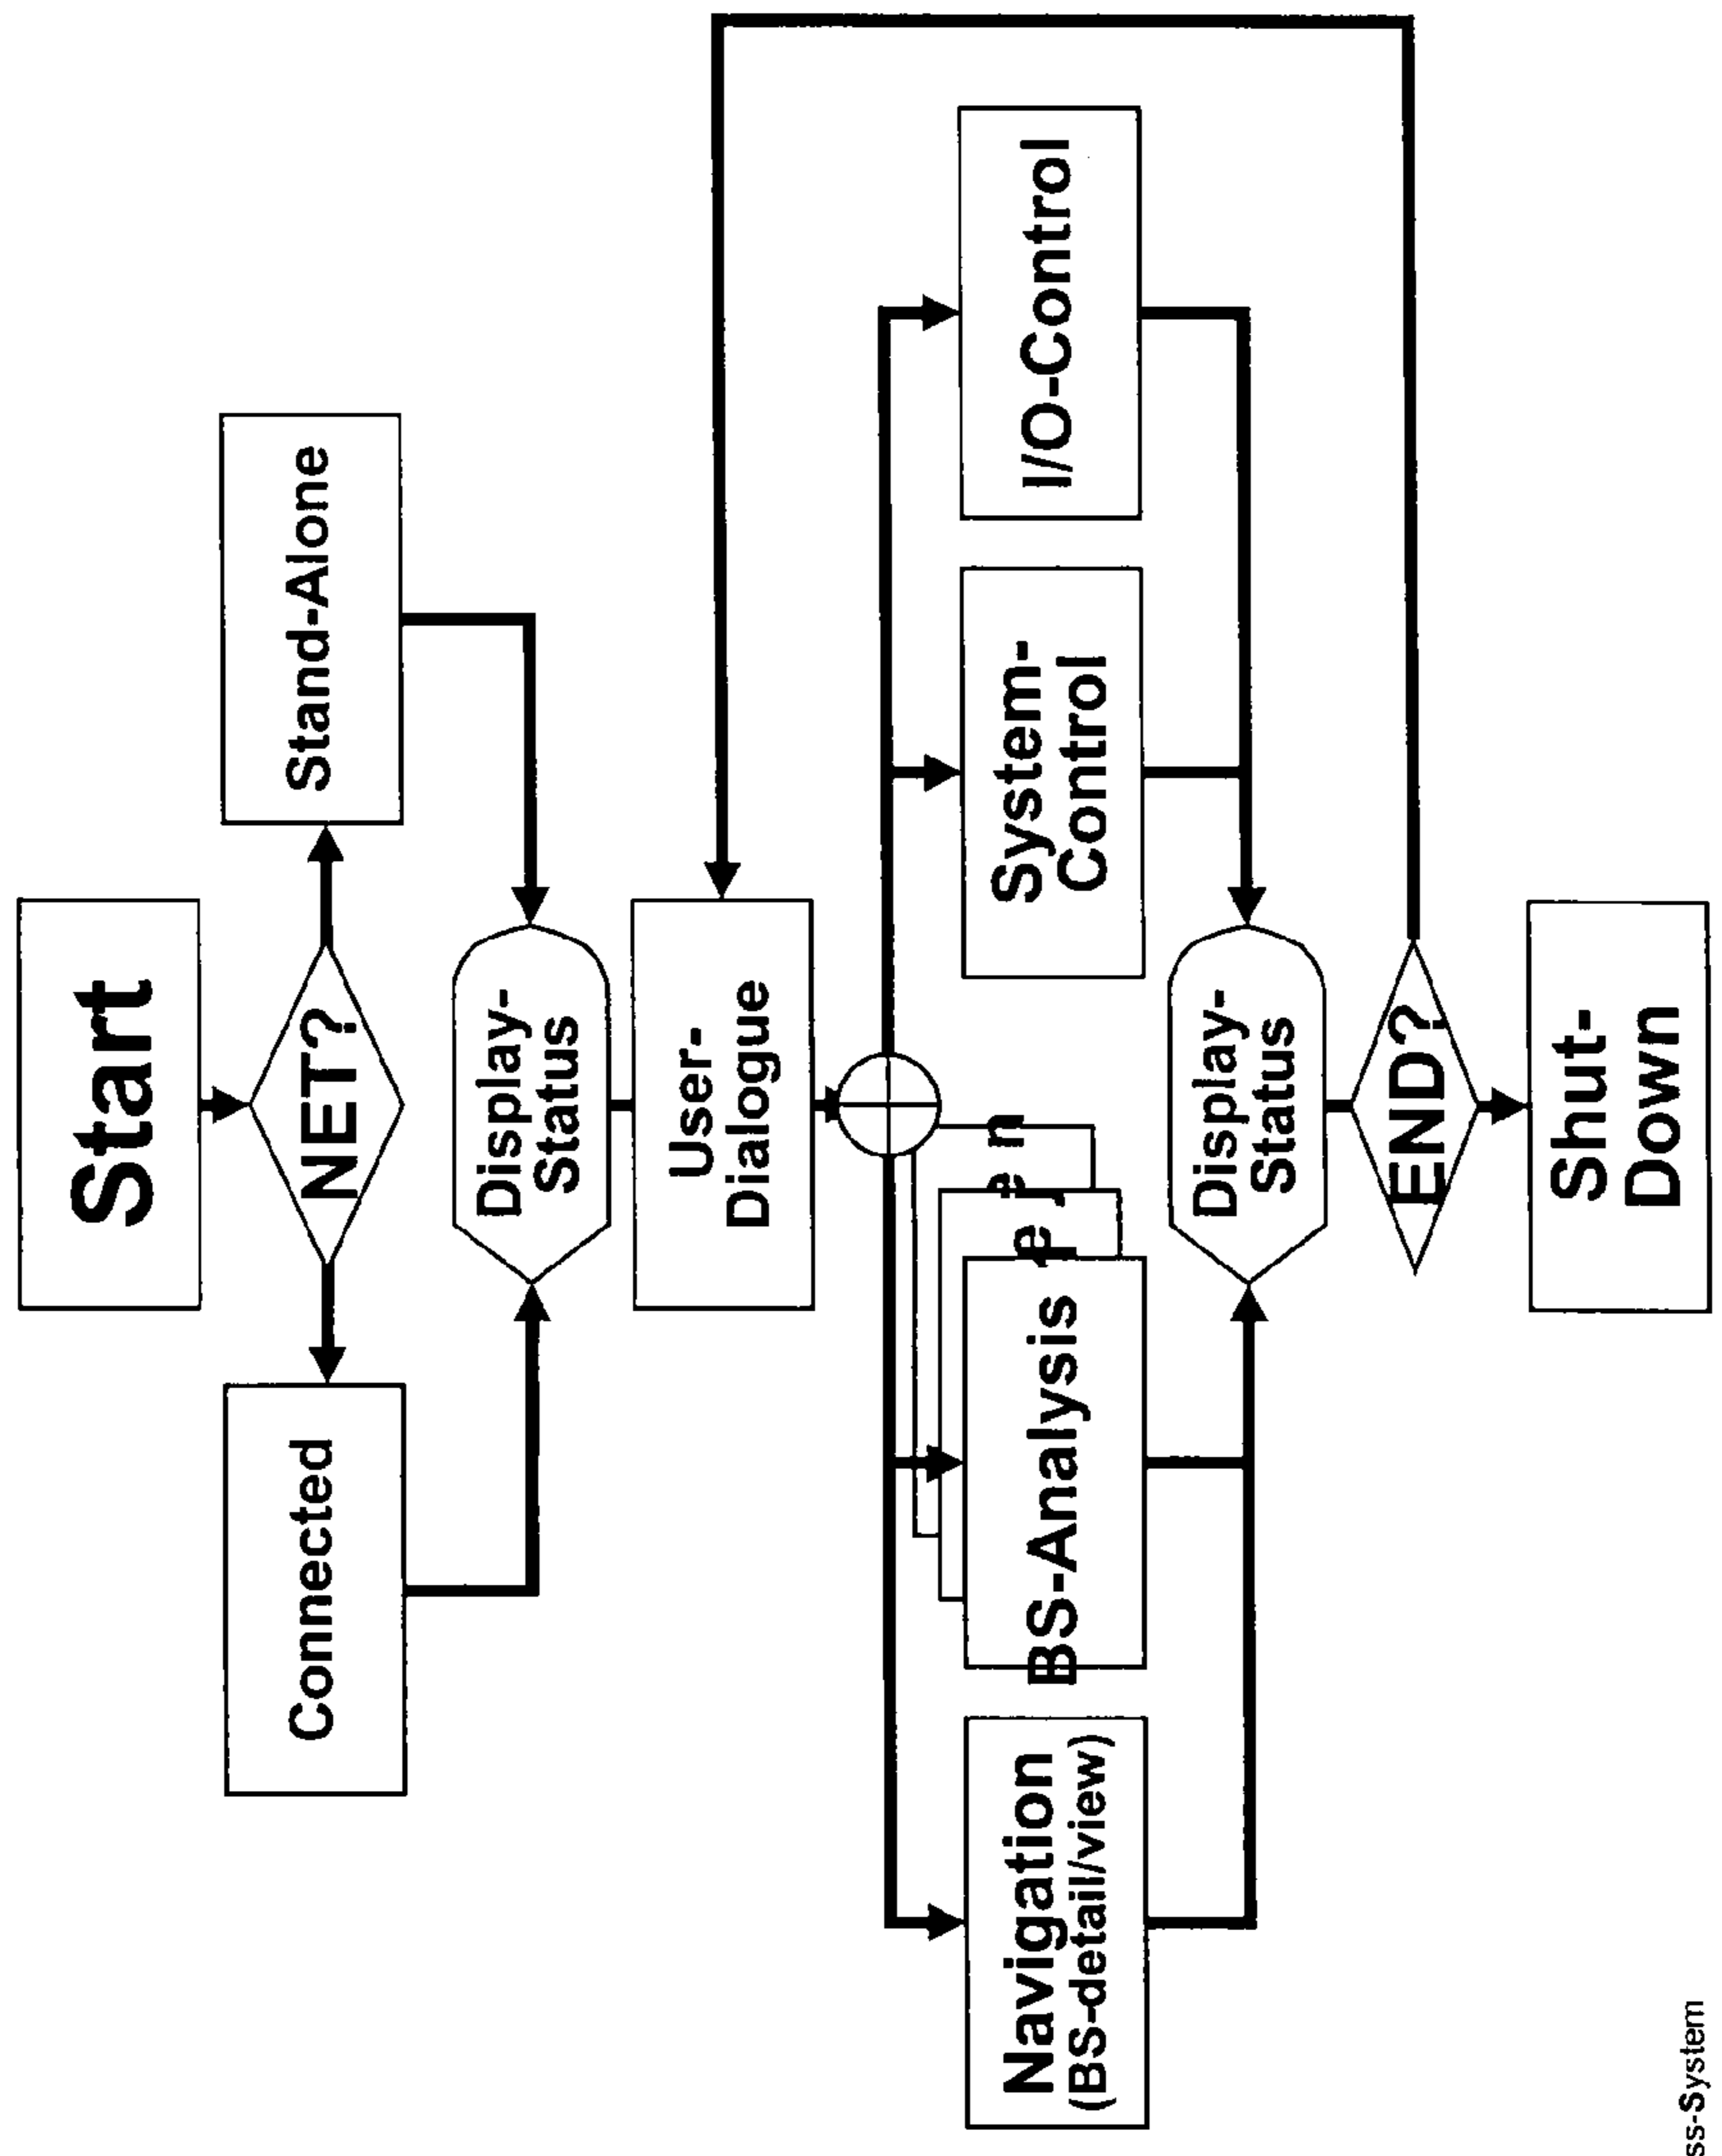 Start
NET?
Connected
Stand-Alone
Display-
Status
User-
Dialogue
n
Navigation
(BS-detail/view)
BS-Analysis
System-
Control
I/O-Control
Display-
Status
END?
Shut-
Down
ss-System